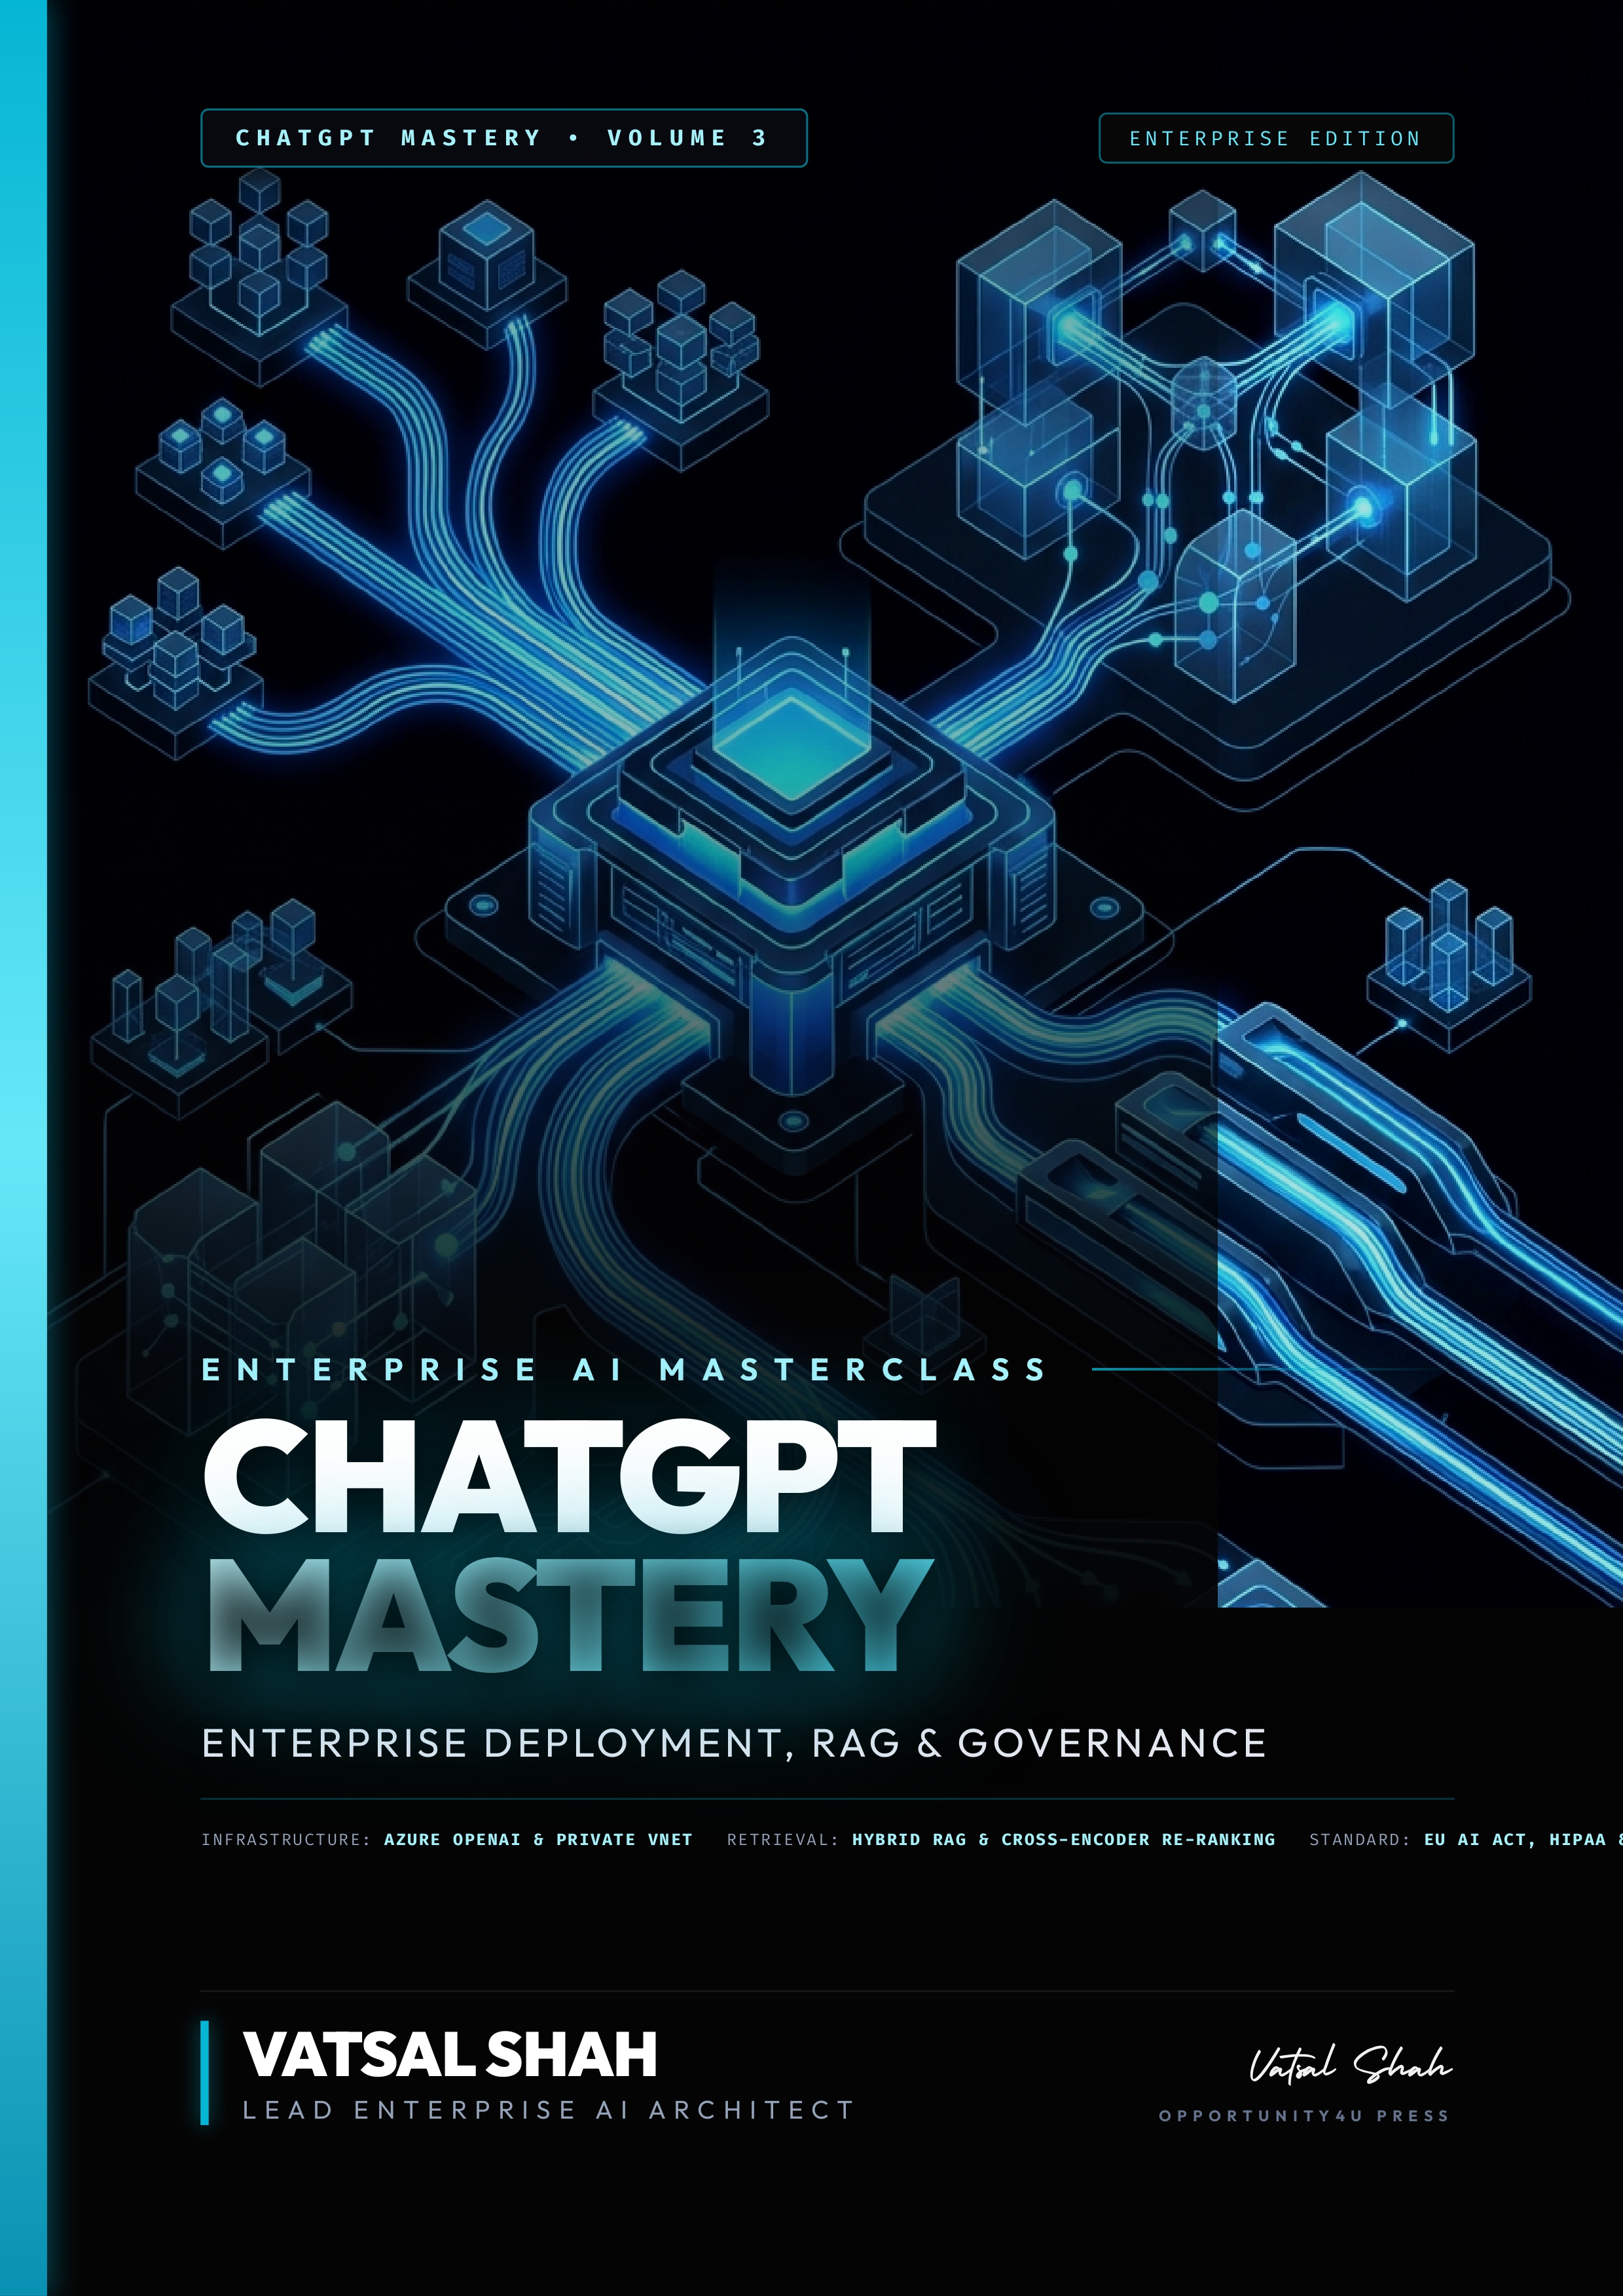 CHATGPT MASTERY • VOLUME 3
ENTERPRISE EDITION
ENTERPRISE AI MASTERCLASS
CHATGPT
MASTERY
ENTERPRISE DEPLOYMENT, RAG & GOVERNANCE
INFRASTRUCTURE: AZURE OPENAI & PRIVATE VNET RETRIEVAL: HYBRID RAG & CROSS-ENCODER RE-RANKING STANDARD: EU AI ACT, HIPAA &
VATSAL SHAH
LEAD ENTERPRISE AI ARCHITECT
Vatsal Shah
OPPORTUNITY4U PRESS